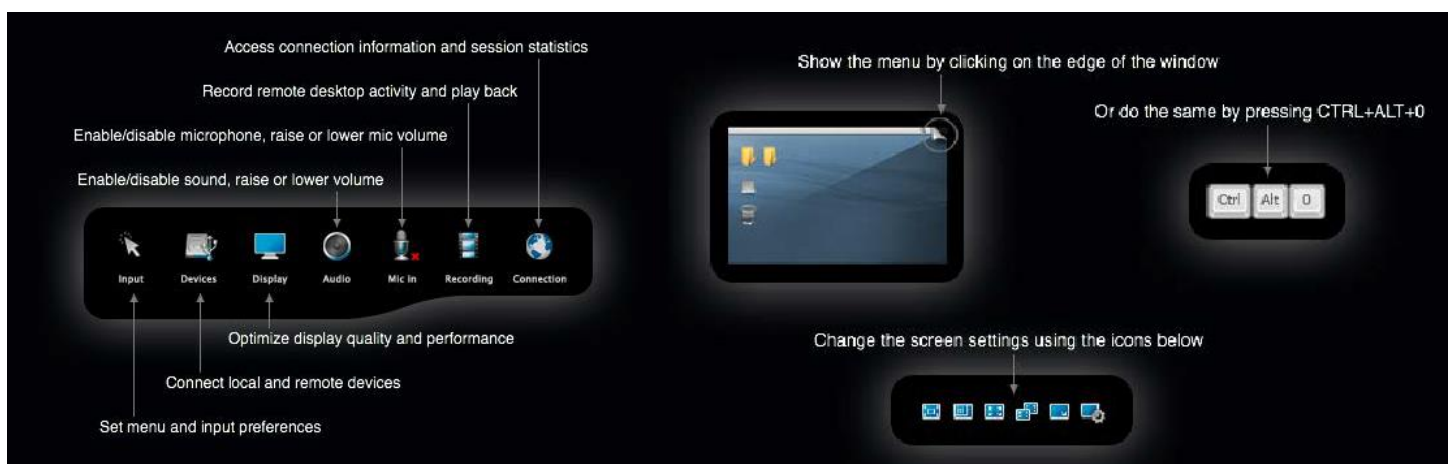 Access connection information and session statistics
Record remote desktop activity and play back
Enable/disable microphone, raise or lower mic volume
Enable/disable sound, raise or lower volume
Input Devices Display Audio Mic in Recording Connection
Optimize display quality and performance
Connect local and remote devices
Set menu and input preferences
Show the menu by clicking on the edge of the window
Or do the same by pressing CTRL+ALT+0
Ctrl Alt 0
Change the screen settings using the icons below